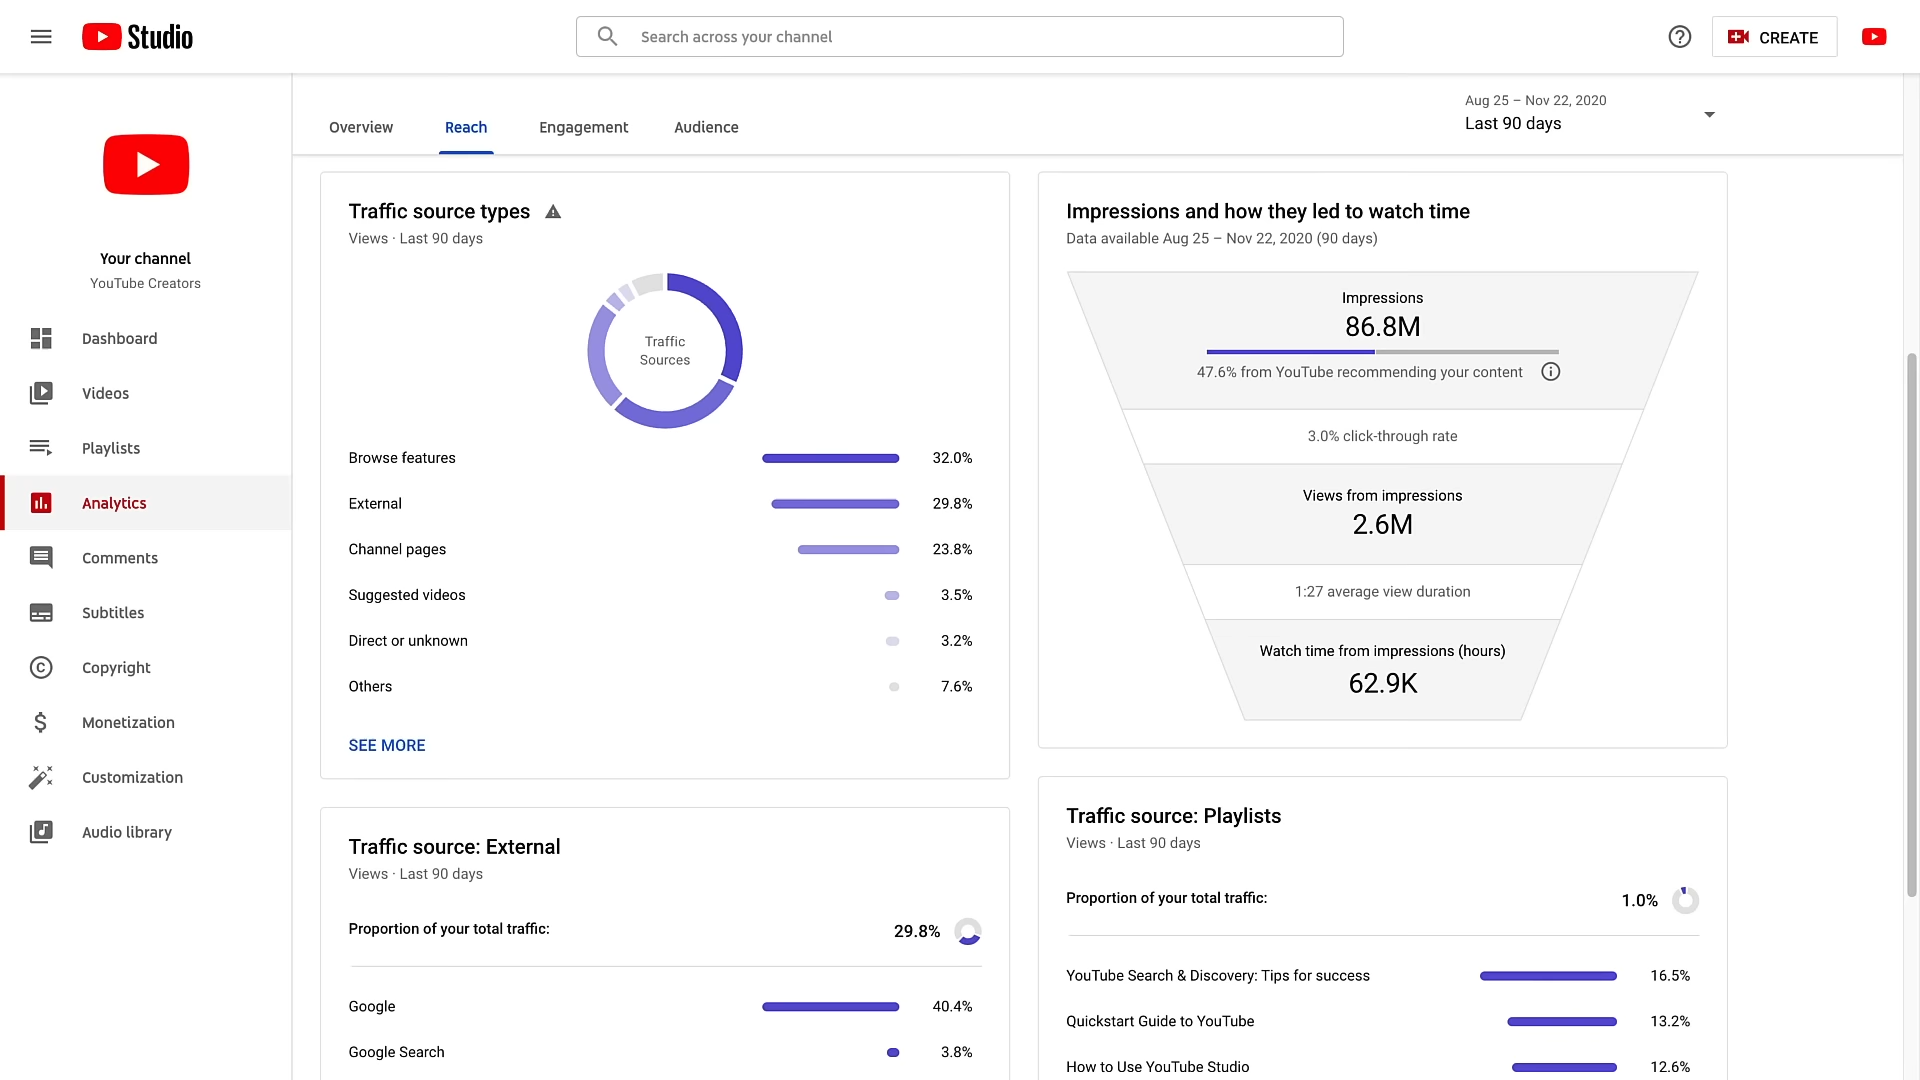 Studio
Search across your channel
CREATE
Your channel
YouTube Creators
Dashboard
Videos
Playlists
Analytics
Comments
Subtitles
Copyright
Monetization
Customization
Audio library
Overview
Reach
Engagement
Audience
Aug 25 – Nov 22, 2020
Last 90 days
Traffic source types
Views · Last 90 days
Traffic
Sources
Browse features 32.0%
External 29.8%
Channel pages 23.8%
Suggested videos 3.5%
Direct or unknown 3.2%
Others 7.6%
SEE MORE
Impressions and how they led to watch time
Data available Aug 25 – Nov 22, 2020 (90 days)
Impressions
86.8M
47.6% from YouTube recommending your content
3.0% click-through rate
Views from impressions
2.6M
1:27 average view duration
Watch time from impressions (hours)
62.9K
Traffic source: External
Views · Last 90 days
Proportion of your total traffic: 29.8%
Google 40.4%
Google Search 3.8%
Traffic source: Playlists
Views · Last 90 days
Proportion of your total traffic: 1.0%
YouTube Search & Discovery: Tips for success 16.5%
Quickstart Guide to YouTube 13.2%
How to Use YouTube Studio 12.6%